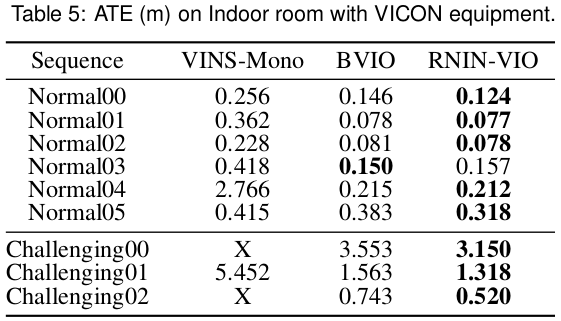 Table 5: ATE (m) on Indoor room with VICON equipment.
Sequence VINS-Mono BVIO RNIN-VIO
Normal00 0.256 0.146 0.124
Normal01 0.362 0.078 0.077
Normal02 0.228 0.081 0.078
Normal03 0.418 0.150 0.157
Normal04 2.766 0.215 0.212
Normal05 0.415 0.383 0.318
Challenging00 X 3.553 3.150
Challenging01 5.452 1.563 1.318
Challenging02 X 0.743 0.520